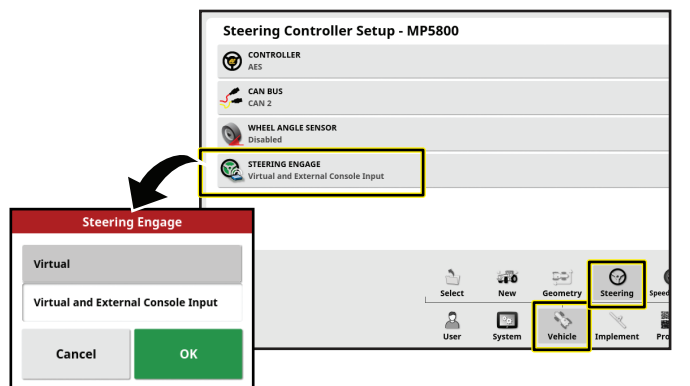 Steering Controller Setup - MP5800
CONTROLLER
AES
CAN BUS
CAN 2
WHEEL ANGLE SENSOR
Disabled
STEERING ENGAGE
Virtual and External Console Input
Steering Engage
Virtual
Virtual and External Console Input
Cancel
OK
Select
New
Geometry
Steering
Speed
User
System
Vehicle
Implement
Pro